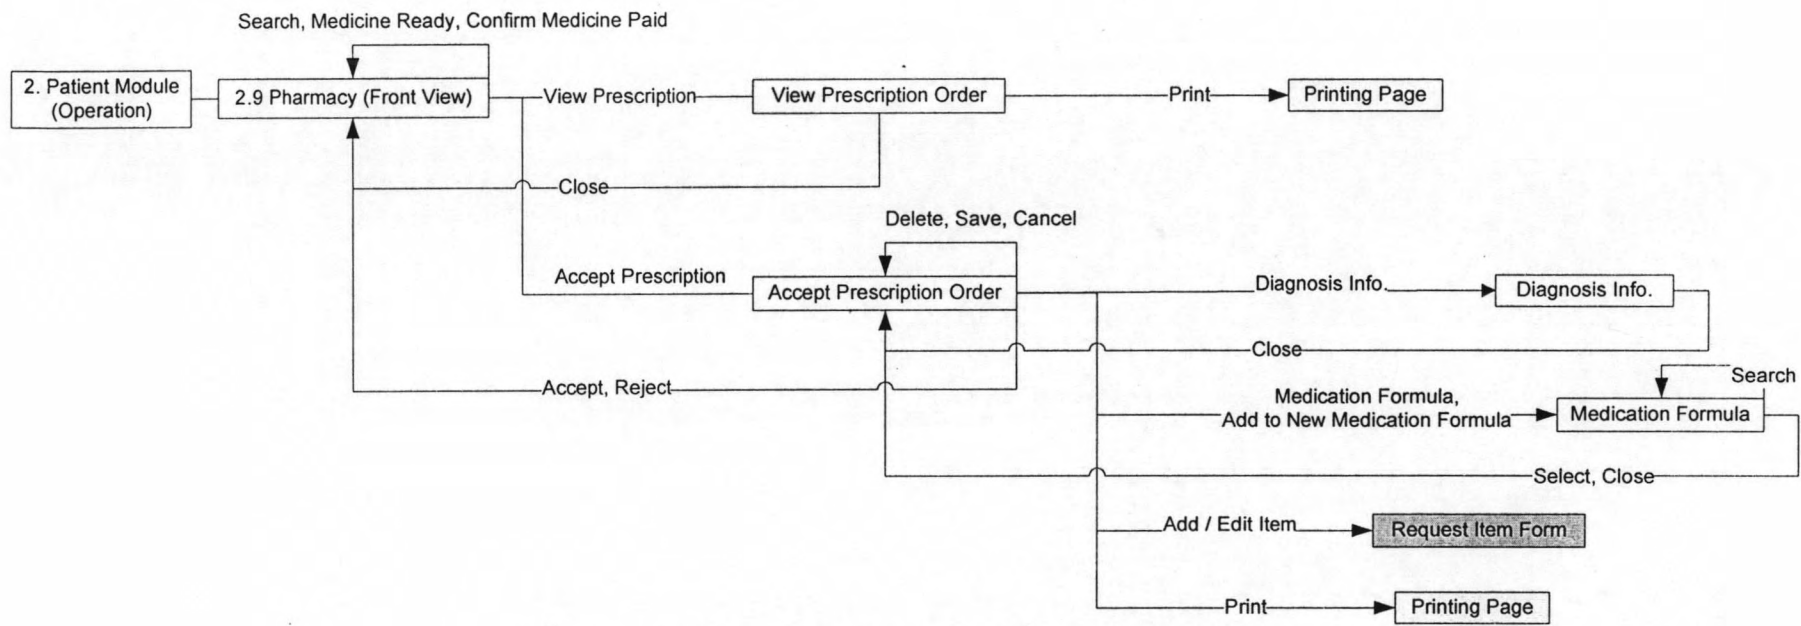 Search, Medicine Ready, Confirm Medicine Paid
2. Patient Module
(Operation)
2.9 Pharmacy (Front View)
View Prescription
View Prescription Order
Print
Printing Page
Close
Delete, Save, Cancel
Accept Prescription
Accept Prescription Order
Diagnosis Info.
Diagnosis Info.
Close
Accept, Reject
Search
Medication Formula,
Add to New Medication Formula
Medication Formula
Select, Close
Add / Edit Item
Request Item Form
Print
Printing Page